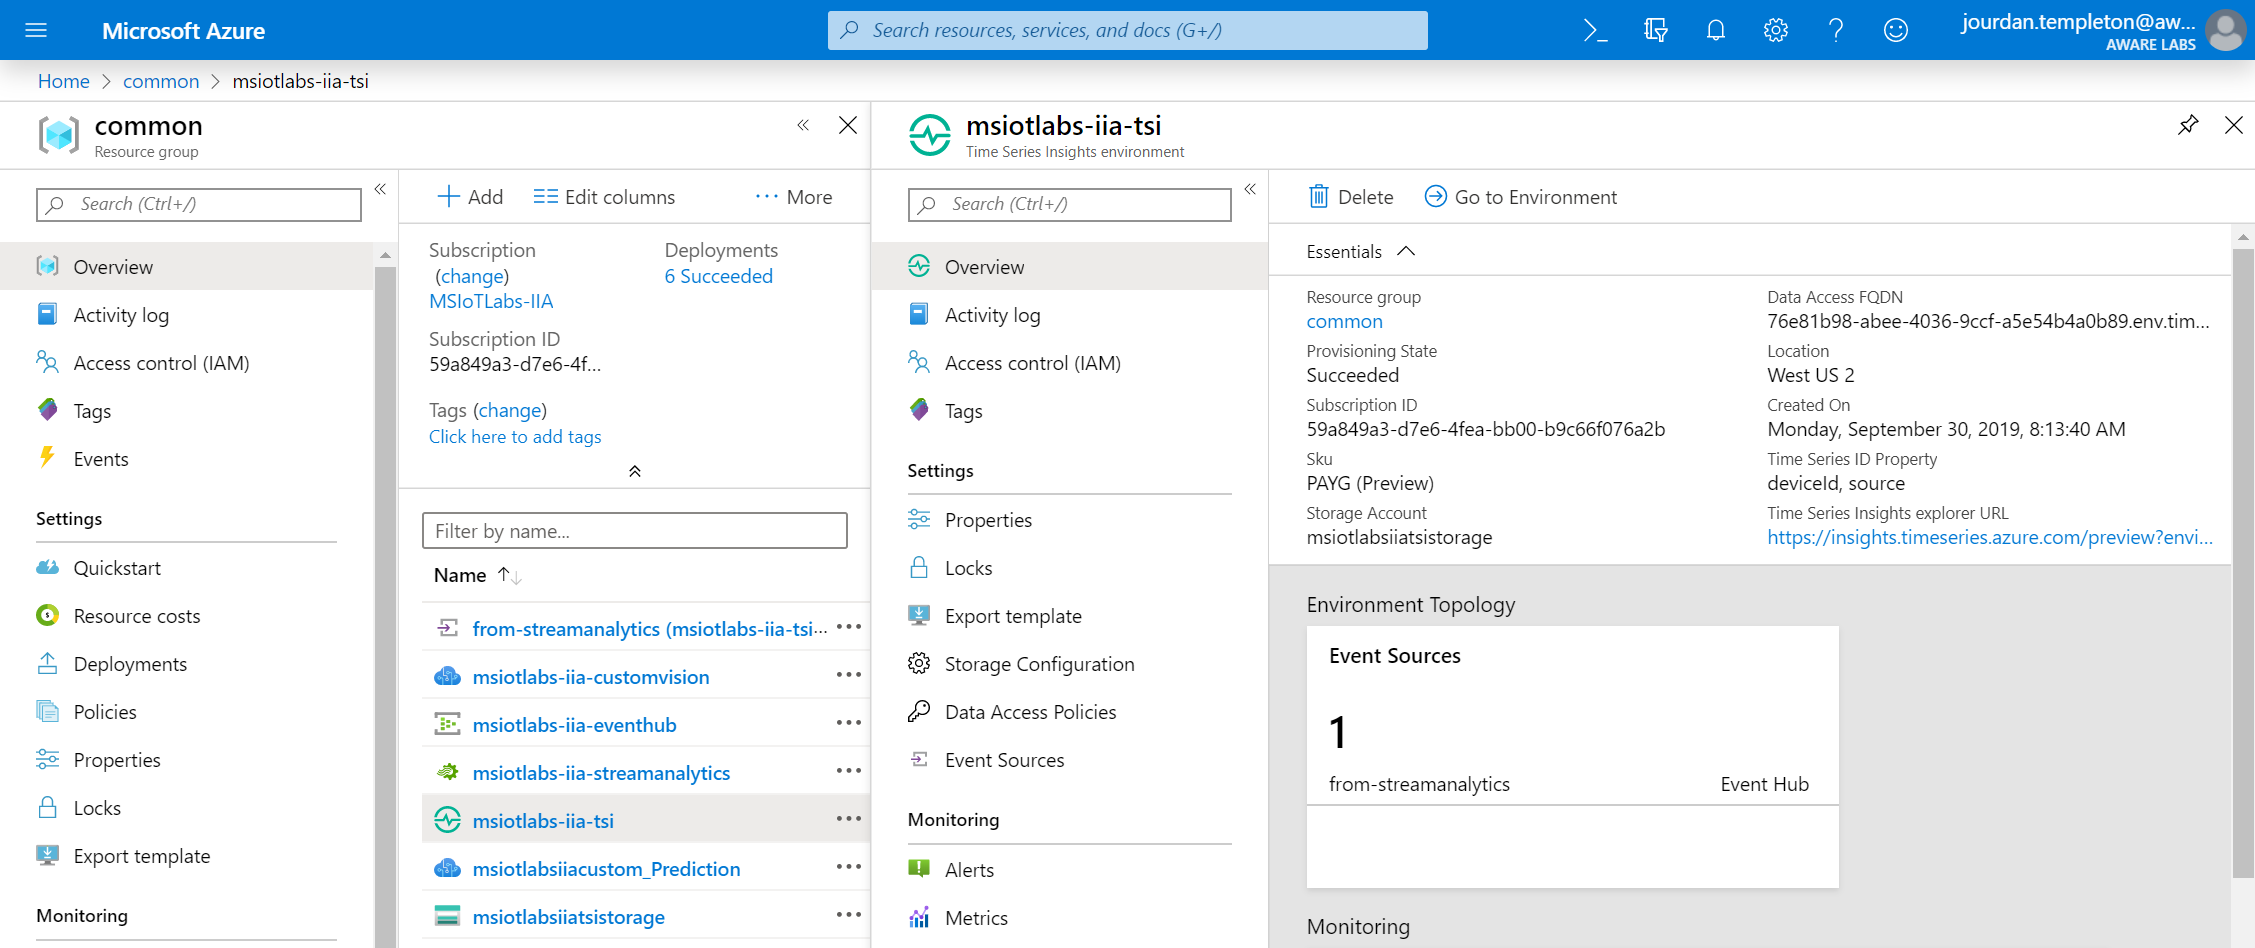 Microsoft Azure
Search resources, services, and docs (G+/)
jourdan.templeton@aw...
AWARE LABS
Home > common > msiotlabs-iia-tsi
common
Resource group
Search (Ctrl+/)
Overview
Activity log
Access control (IAM)
Tags
Events
Settings
Quickstart
Resource costs
Deployments
Policies
Properties
Locks
Export template
Monitoring
Add
Edit columns
More
Subscription
(change)
MSIoTLabs-IIA
Deployments
6 Succeeded
Subscription ID
59a849a3-d7e6-4f...
Tags (change)
Click here to add tags
Filter by name...
Name
from-streamanalytics (msiotlabs-iia-tsi...
msiotlabs-iia-customvision
msiotlabs-iia-eventhub
msiotlabs-iia-streamanalytics
msiotlabs-iia-tsi
msiotlabsiiacustom_Prediction
msiotlabsiiatsistorage
msiotlabs-iia-tsi
Time Series Insights environment
Search (Ctrl+/)
Overview
Activity log
Access control (IAM)
Tags
Settings
Properties
Locks
Export template
Storage Configuration
Data Access Policies
Event Sources
Monitoring
Alerts
Metrics
Delete
Go to Environment
Essentials
Resource group
common
Provisioning State
Succeeded
Subscription ID
59a849a3-d7e6-4fea-bb00-b9c66f076a2b
Sku
PAYG (Preview)
Storage Account
msiotlabsiiatsistorage
Data Access FQDN
76e81b98-abee-4036-9ccf-a5e54b4a0b89.env.tim...
Location
West US 2
Created On
Monday, September 30, 2019, 8:13:40 AM
Time Series ID Property
deviceId, source
Time Series Insights explorer URL
https://insights.timeseries.azure.com/preview?envi...
Environment Topology
Event Sources
1
from-streamanalytics Event Hub
Monitoring